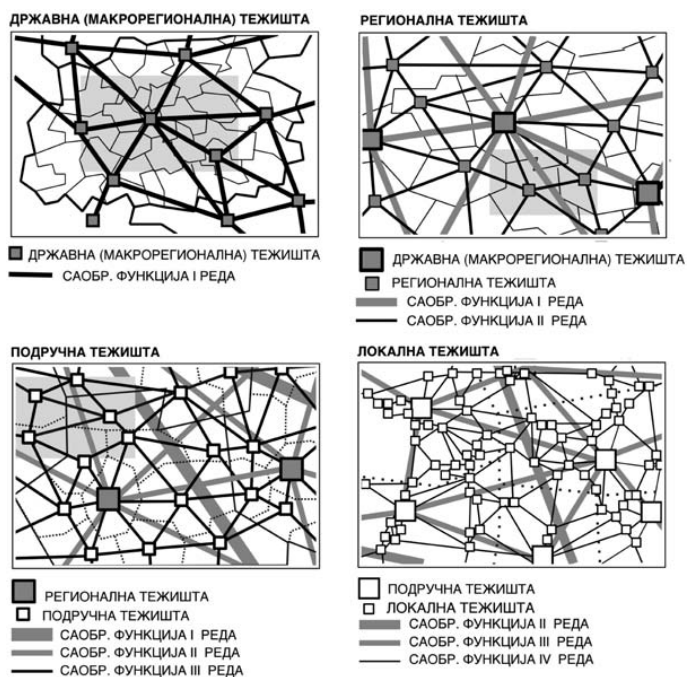 ДРЖАВНА (МАКРОРЕГИОНАЛНА) ТЕЖИШТА
ДРЖАВНА (МАКРОРЕГИОНАЛНА) ТЕЖИШТА
САОБР. ФУНКЦИЈА I РЕДА
РЕГИОНАЛНА ТЕЖИШТА
ДРЖАВНА (МАКРОРЕГИОНАЛНА) ТЕЖИШТА
РЕГИОНАЛНА ТЕЖИШТА
САОБР. ФУНКЦИЈА I РЕДА
САОБР. ФУНКЦИЈА II РЕДА
ПОДРУЧНА ТЕЖИШТА
РЕГИОНАЛНА ТЕЖИШТА
ПОДРУЧНА ТЕЖИШТА
САОБР. ФУНКЦИЈА I РЕДА
САОБР. ФУНКЦИЈА II РЕДА
САОБР. ФУНКЦИЈА III РЕДА
ЛОКАЛНА ТЕЖИШТА
ПОДРУЧНА ТЕЖИШТА
ЛОКАЛНА ТЕЖИШТА
САОБР. ФУНКЦИЈА II РЕДА
САОБР. ФУНКЦИЈА III РЕДА
САОБР. ФУНКЦИЈА IV РЕДА